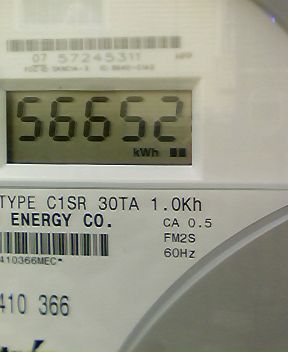 07 57245311
56652
kWh
TYPE C1SR 30TA 1.0Kh
ENERGY CO.
CA 0.5
FM2S
60Hz
410366MEC*
410 366